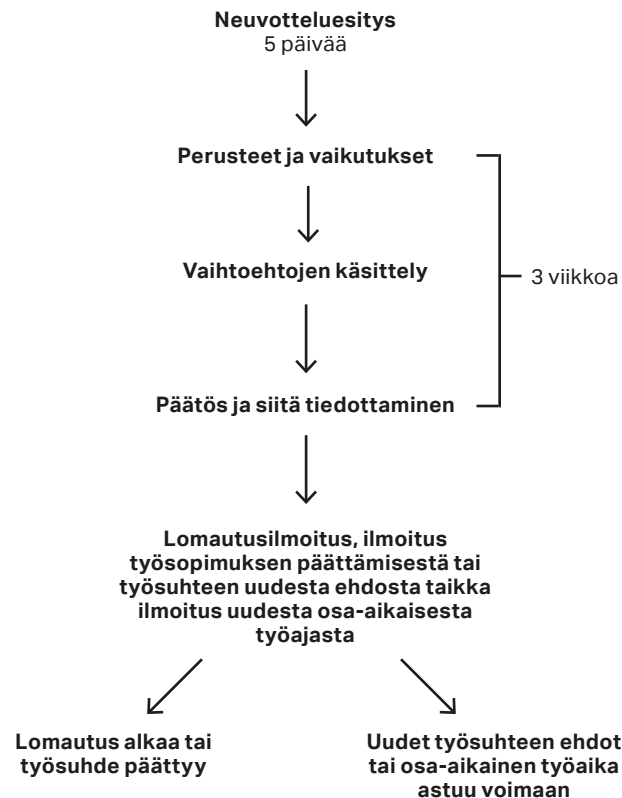 Neuvotteluesitys
5 päivää
Perusteet ja vaikutukset
Vaihtoehtojen käsittely
3 viikkoa
Päätös ja siitä tiedottaminen
Lomautusilmoitus, ilmoitus
työsopimuksen päättämisestä tai
työsuhteen uudesta ehdosta taikka
ilmoitus uudesta osa-aikaisesta
työajasta
Lomautus alkaa tai
työsuhde päättyy
Uudet työsuhteen ehdot
tai osa-aikainen työaika
astuu voimaan